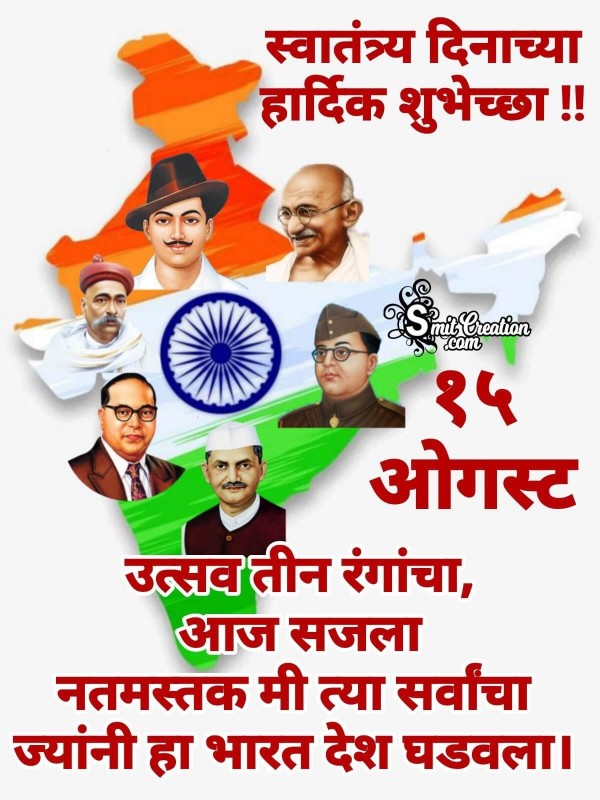 स्वातंत्र्य दिनाच्या
हार्दिक शुभेच्छा !!
SmitCreation
.com
१५
ओगस्ट
उत्सव तीन रंगांचा,
आज सजला
नतमस्तक मी त्या सर्वांचा
ज्यांनी हा भारत देश घडवला।